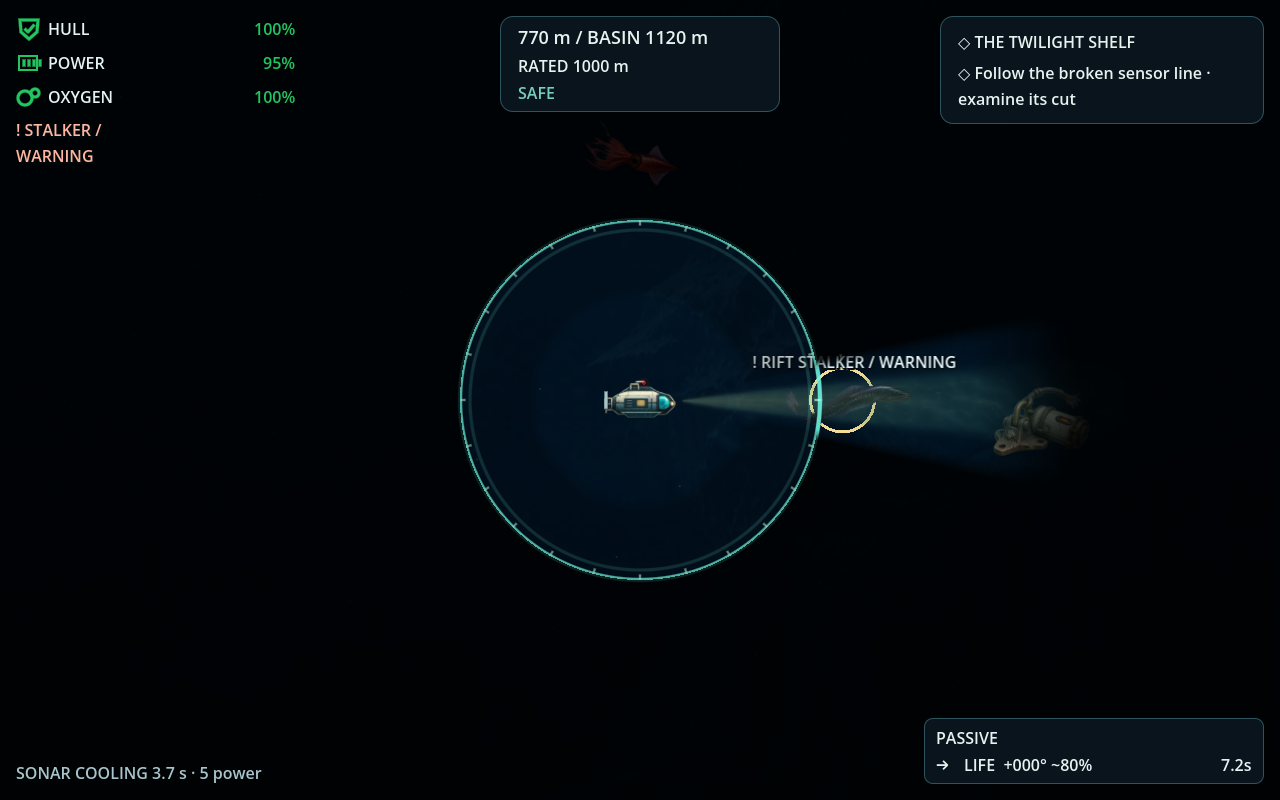 HULL 100%
POWER 95%
OXYGEN 100%
! STALKER /
WARNING
770 m / BASIN 1120 m
RATED 1000 m
SAFE
◇ THE TWILIGHT SHELF
◇ Follow the broken sensor line ·
examine its cut
! RIFT STALKER / WARNING
SONAR COOLING 3.7 s · 5 power
PASSIVE
→ LIFE +000° ~80% 7.2s